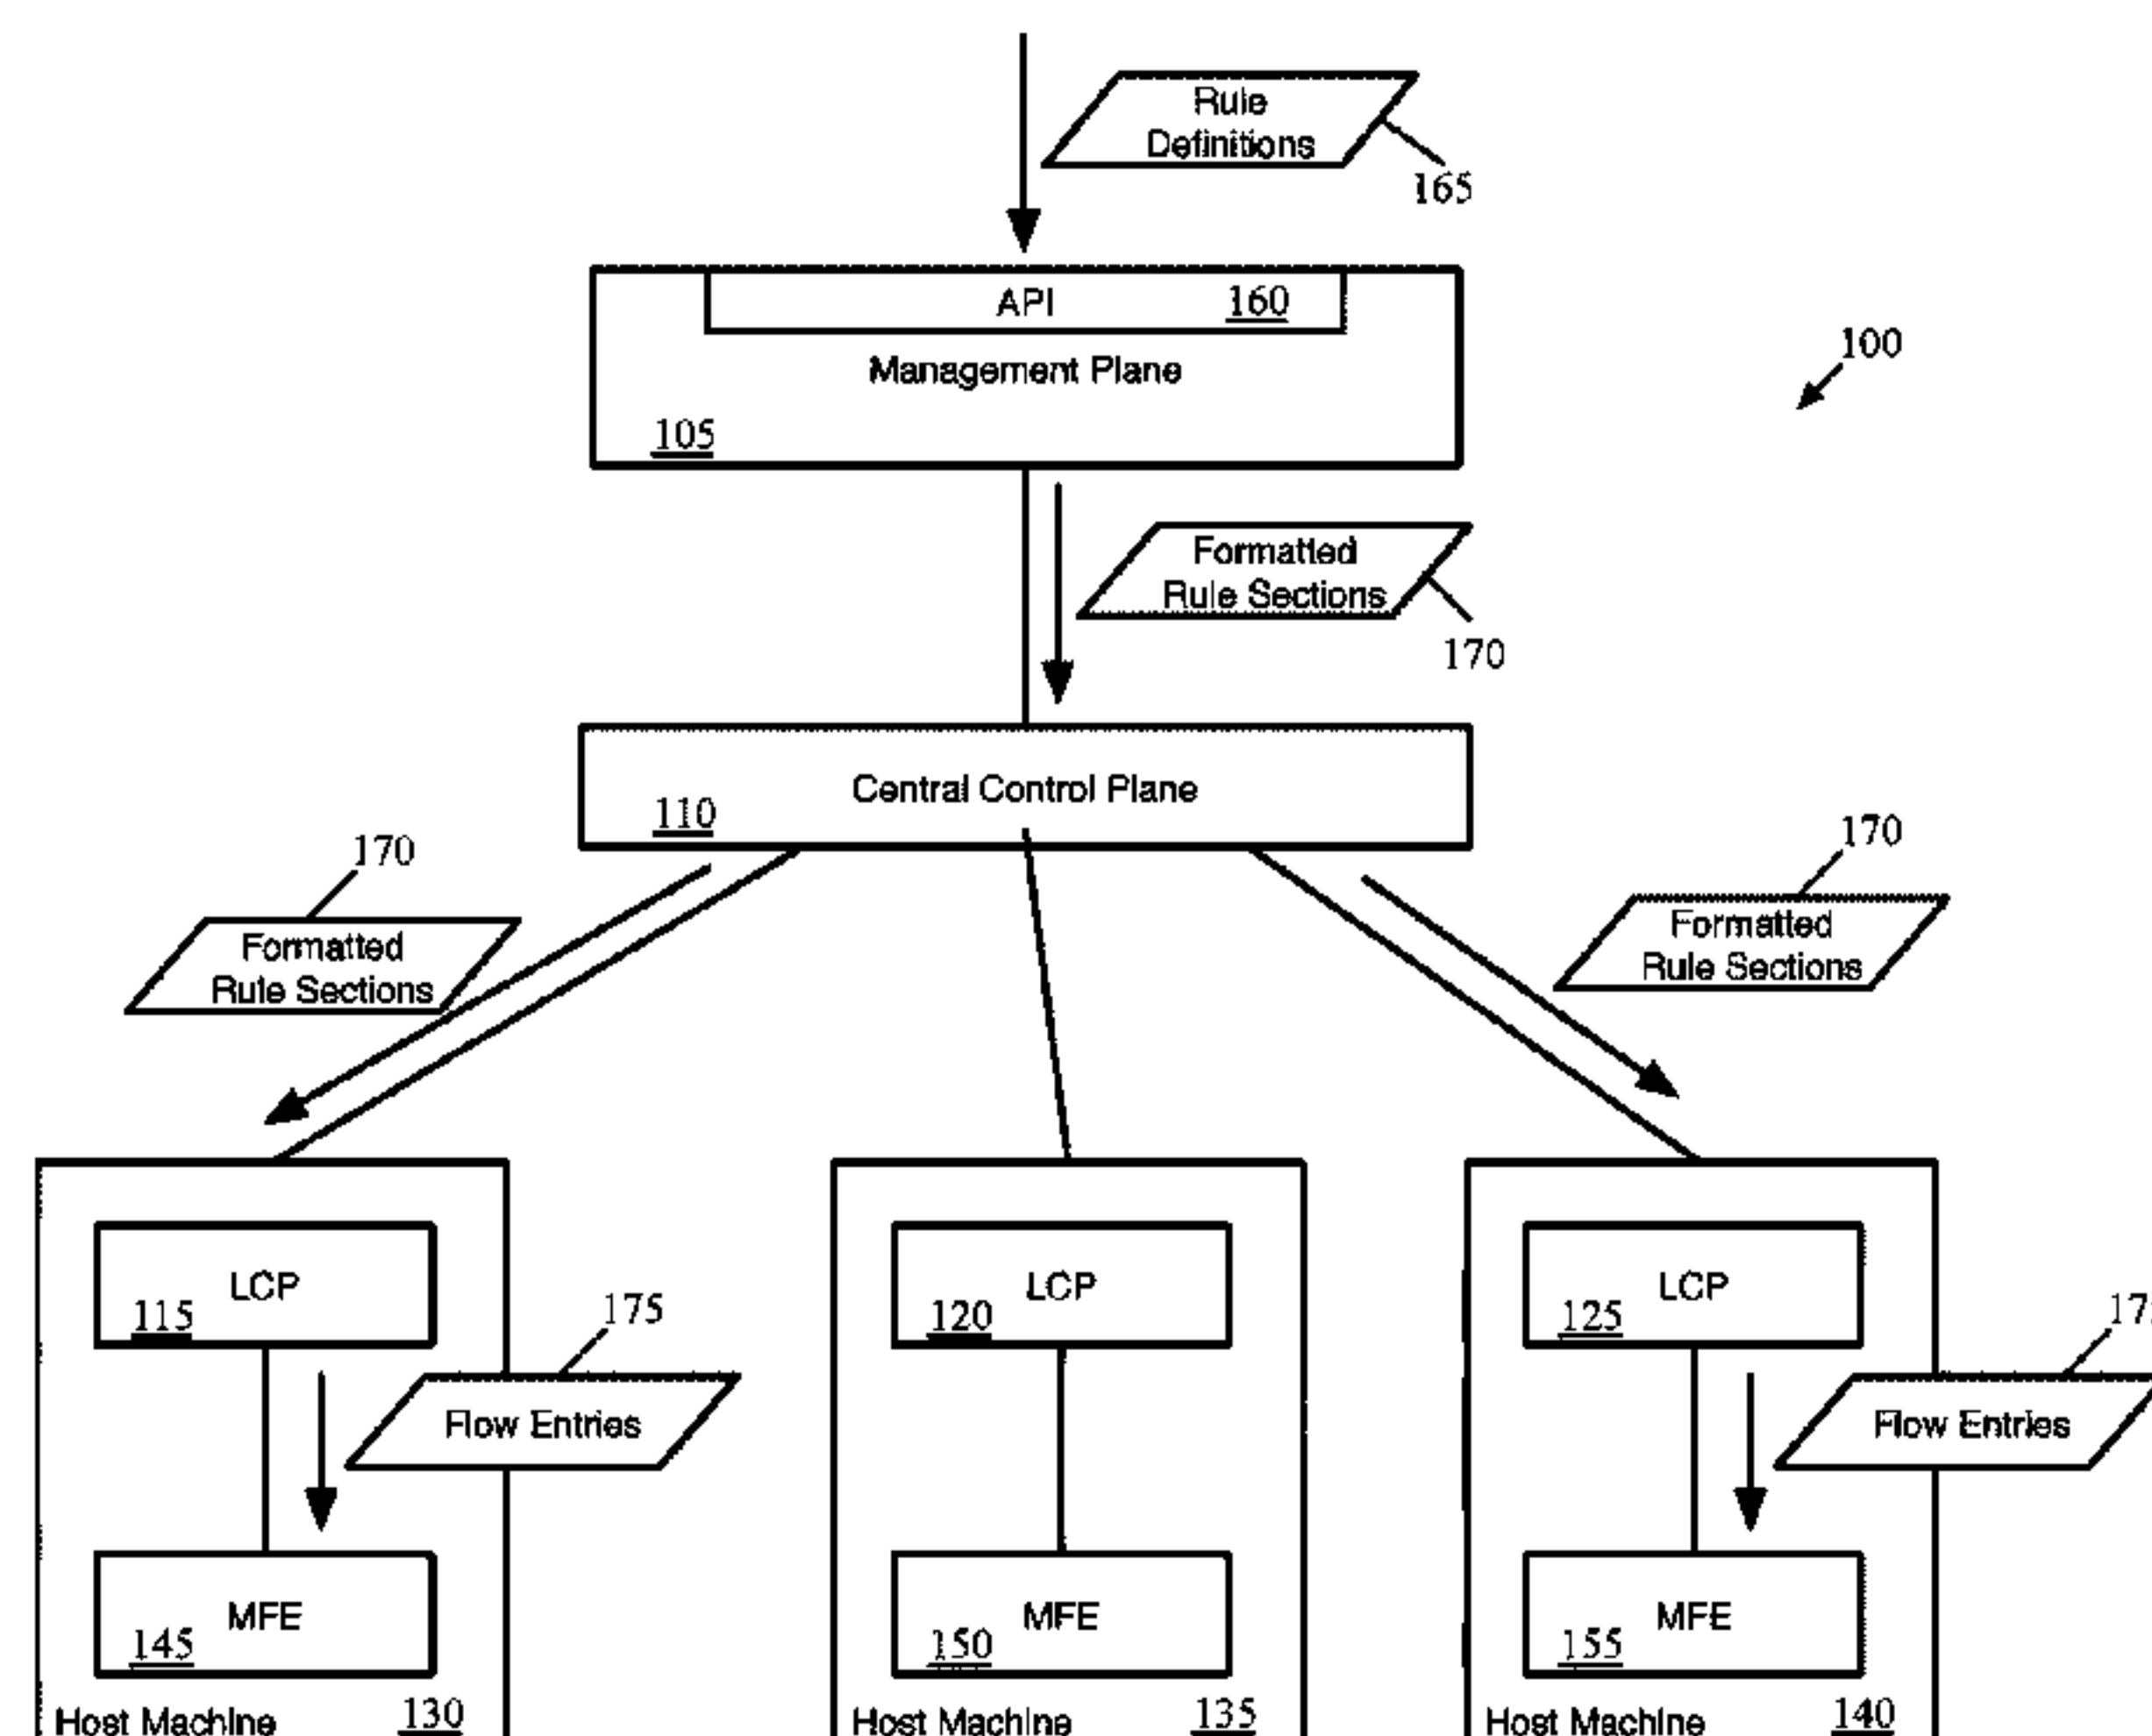 Rule
Definitions
165
API 160
Management Plane
105
100
Formatted
Rule Sections
170
Central Control Plane
110
170
Formatted
Rule Sections
170
Formatted
Rule Sections
LCP
115
175
Flow Entries
MFE
145
Host Machine 130
LCP
120
MFE
150
Host Machine 135
LCP
125
Flow Entries
MFE
155
Host Machine 140